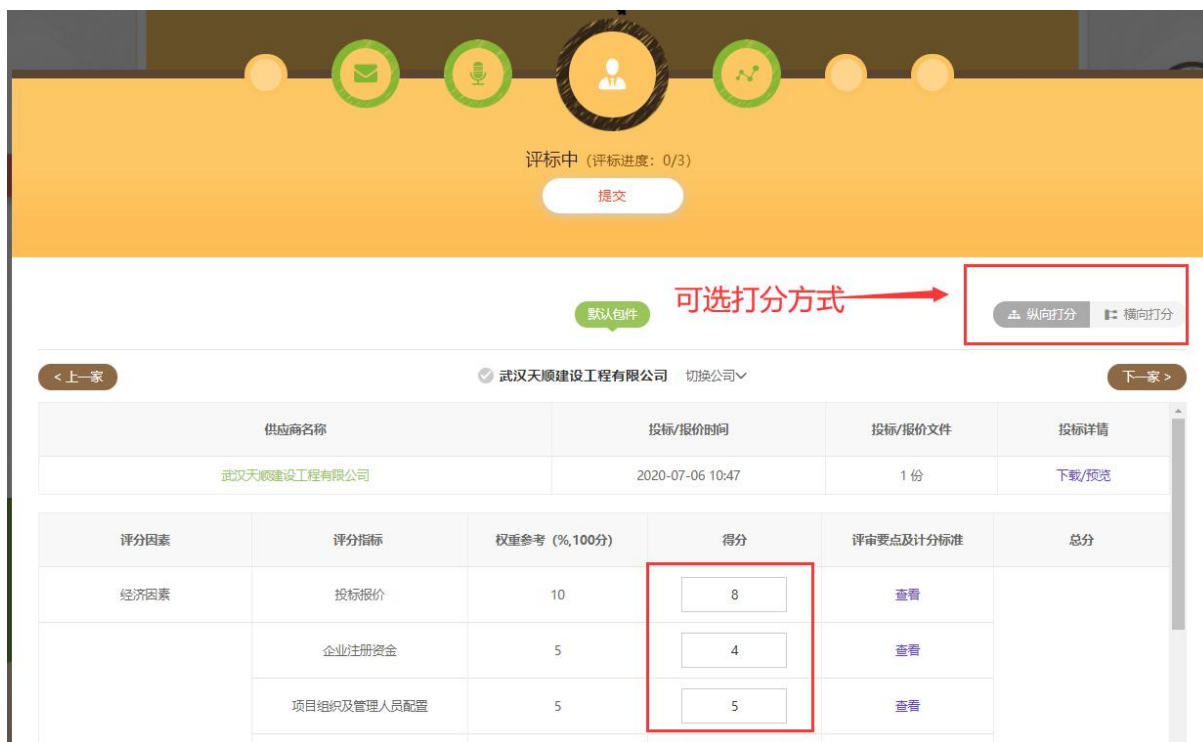 评标中（评标进度：0/3）
提交
可选打分方式
默认包件
纵向打分 横向打分
<上一家 武汉天顺建设工程有限公司 切换公司 下一家>
供应商名称 投标/报价时间 投标/报价文件 投标详情
武汉天顺建设工程有限公司 2020-07-06 10:47 1 份 下载/预览
评分因素 评分指标 权重参考（%,100分） 得分 评审要点及计分标准 总分
经济因素 投标报价 10 8 查看
企业注册资金 5 4 查看
项目组织及管理人员配置 5 5 查看